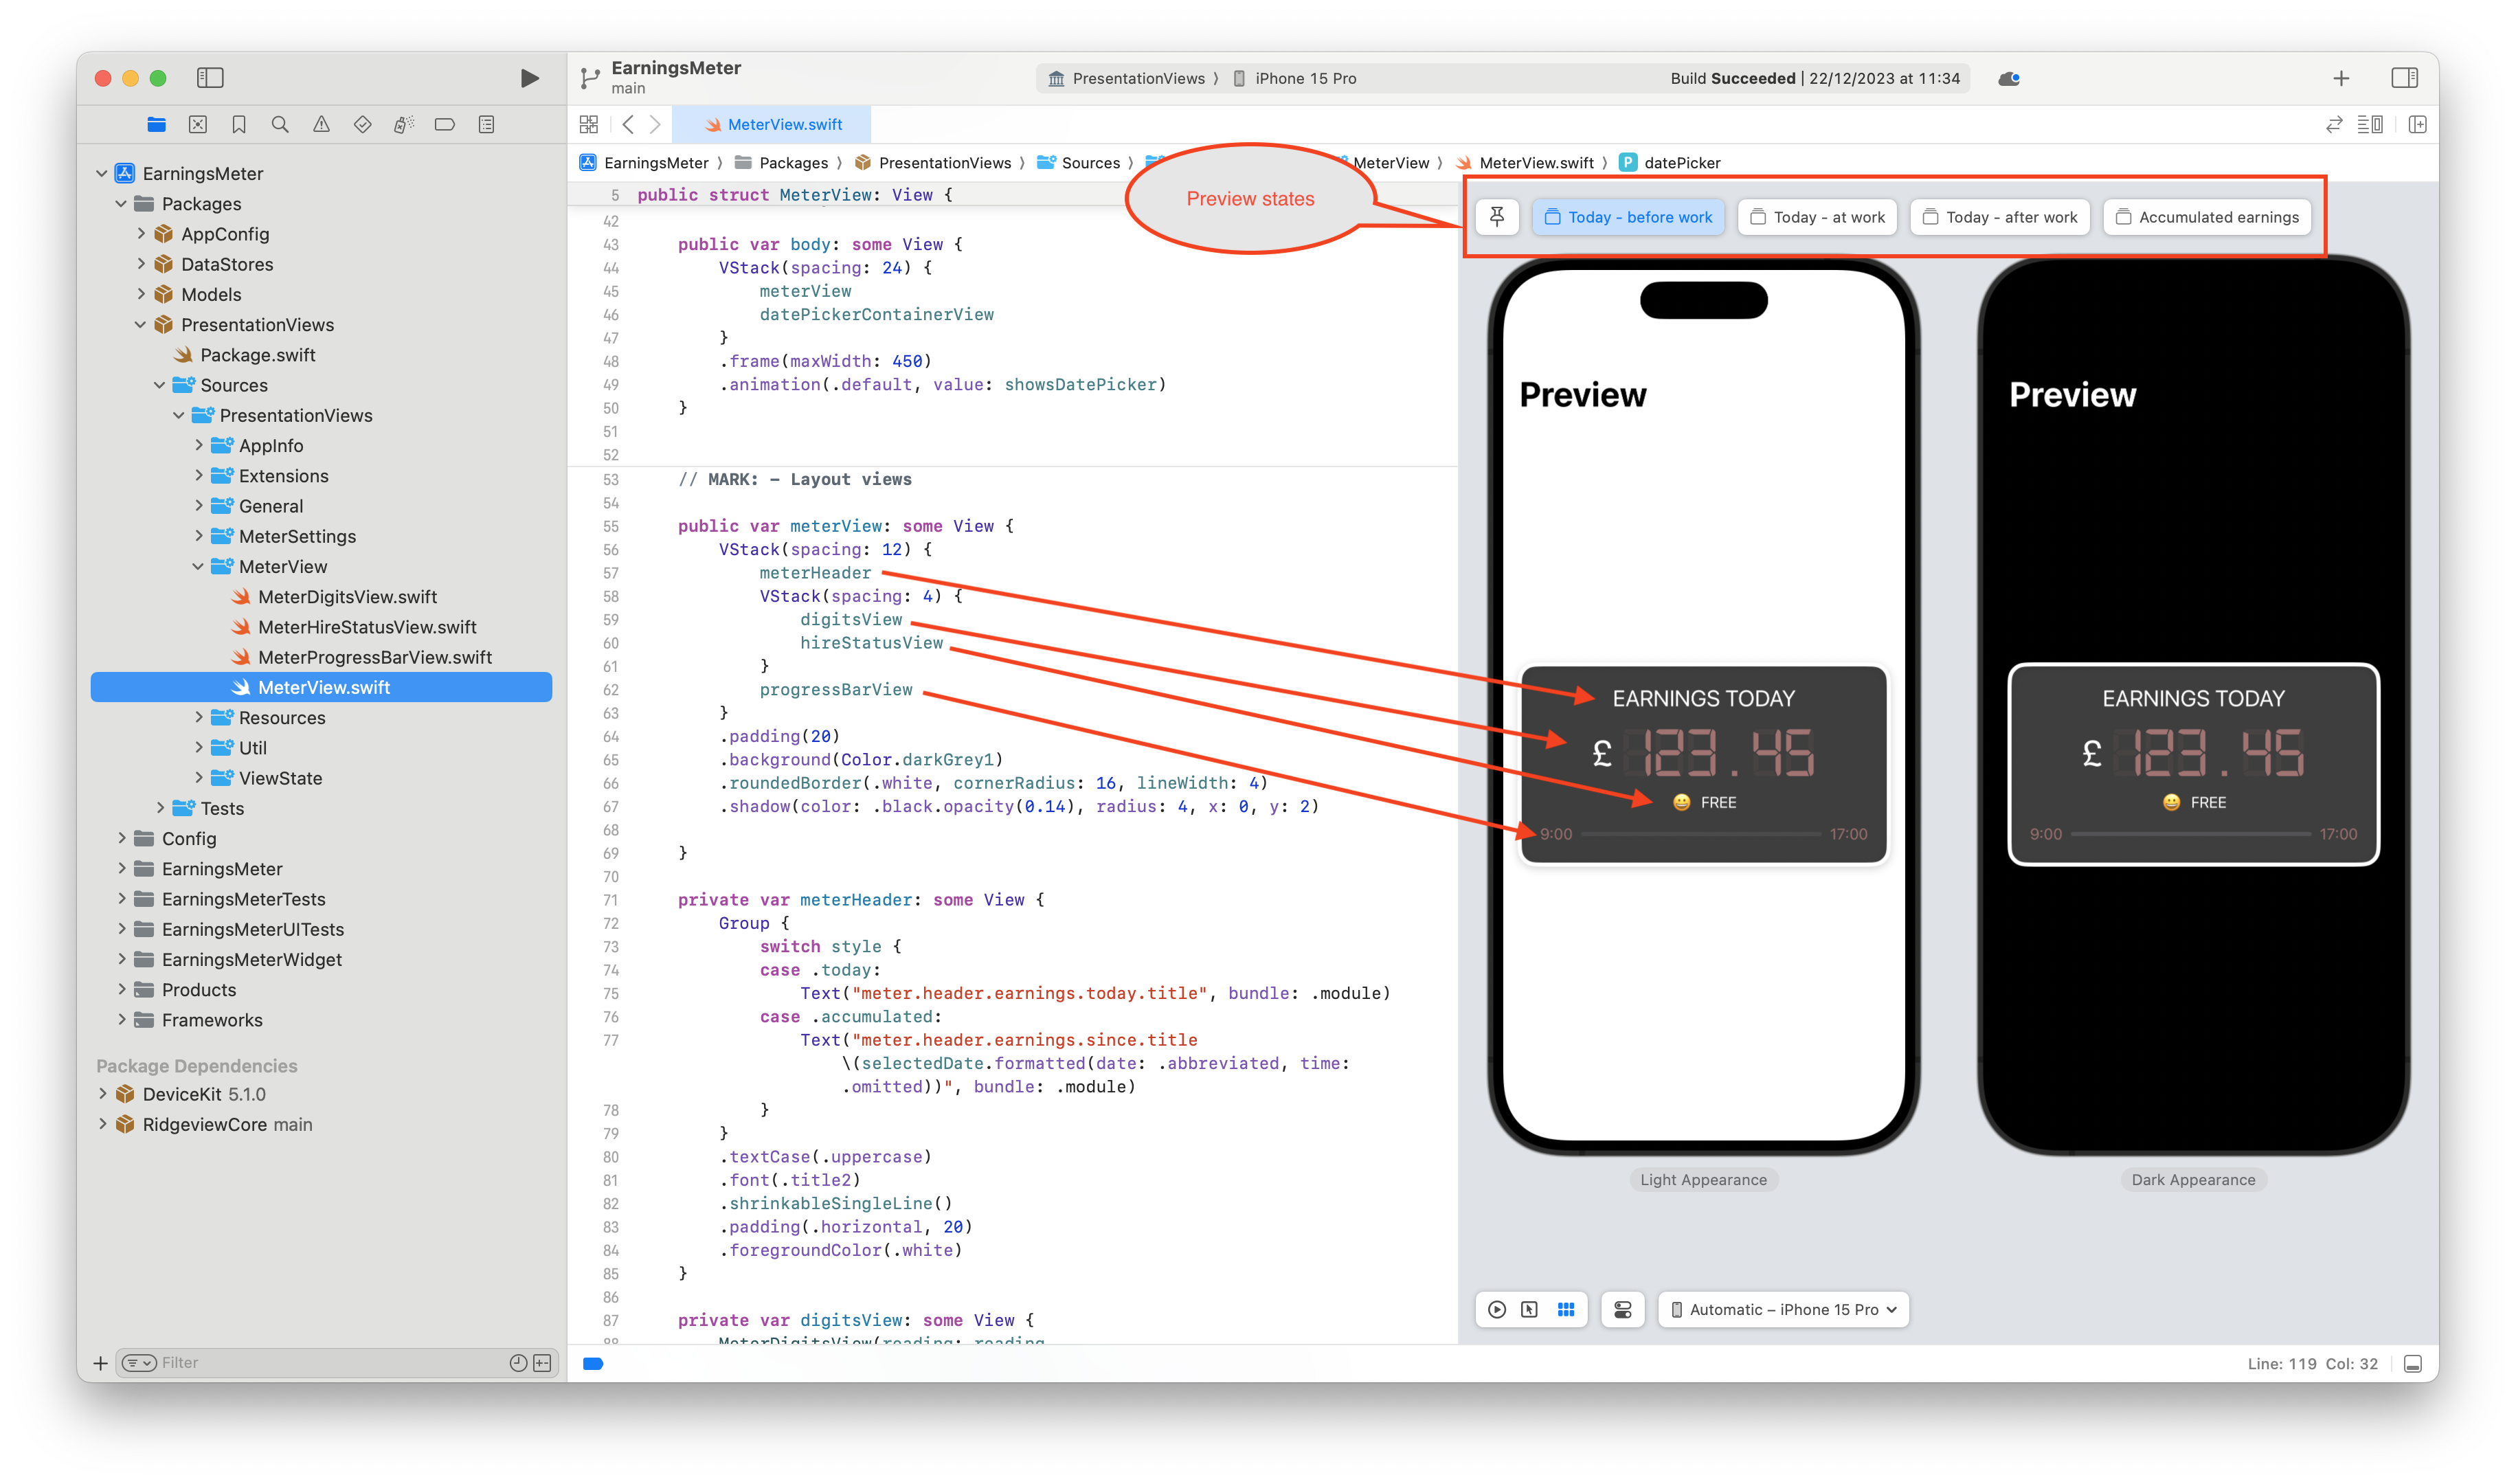 EarningsMeter
main
PresentationViews
iPhone 15 Pro
Build Succeeded | 22/12/2023 at 11:34
MeterView.swift
EarningsMeter
Packages
PresentationViews
Sources
MeterView
MeterView.swift
P
datePicker
EarningsMeter
Packages
AppConfig
DataStores
Models
PresentationViews
Package.swift
Sources
PresentationViews
AppInfo
Extensions
General
MeterSettings
MeterView
MeterDigitsView.swift
MeterHireStatusView.swift
MeterProgressBarView.swift
MeterView.swift
Resources
Util
ViewState
Tests
Config
EarningsMeter
EarningsMeterTests
EarningsMeterUITests
EarningsMeterWidget
Products
Frameworks
Package Dependencies
DeviceKit 5.1.0
RidgeviewCore main
Filter
5 public struct MeterView: View {
42
43 public var body: some View {
44 VStack(spacing: 24) {
45 meterView
46 datePickerContainerView
47 }
48 .frame(maxWidth: 450)
49 .animation(.default, value: showsDatePicker)
50 }
51
52
53 // MARK: - Layout views
54
55 public var meterView: some View {
56 VStack(spacing: 12) {
57 meterHeader
58 VStack(spacing: 4) {
59 digitsView
60 hireStatusView
61 }
62 progressBarView
63 }
64 .padding(20)
65 .background(Color.darkGrey1)
66 .roundedBorder(.white, cornerRadius: 16, lineWidth: 4)
67 .shadow(color: .black.opacity(0.14), radius: 4, x: 0, y: 2)
68
69 }
70
71 private var meterHeader: some View {
72 Group {
73 switch style {
74 case .today:
75 Text("meter.header.earnings.today.title", bundle: .module)
76 case .accumulated:
77 Text("meter.header.earnings.since.title
\(selectedDate.formatted(date: .abbreviated, time:
.omitted))", bundle: .module)
78 }
79 }
80 .textCase(.uppercase)
81 .font(.title2)
82 .shrinkableSingleLine()
83 .padding(.horizontal, 20)
84 .foregroundColor(.white)
85 }
86
87 private var digitsView: some View {
88 MeterDigitsView(reading: reading
Preview states
Today - before work
Today - at work
Today - after work
Accumulated earnings
Preview
EARNINGS TODAY
£ 123.45
😀 FREE
9:00
17:00
Light Appearance
Preview
EARNINGS TODAY
£ 123.45
😀 FREE
9:00
17:00
Dark Appearance
Automatic – iPhone 15 Pro
Line: 119 Col: 32